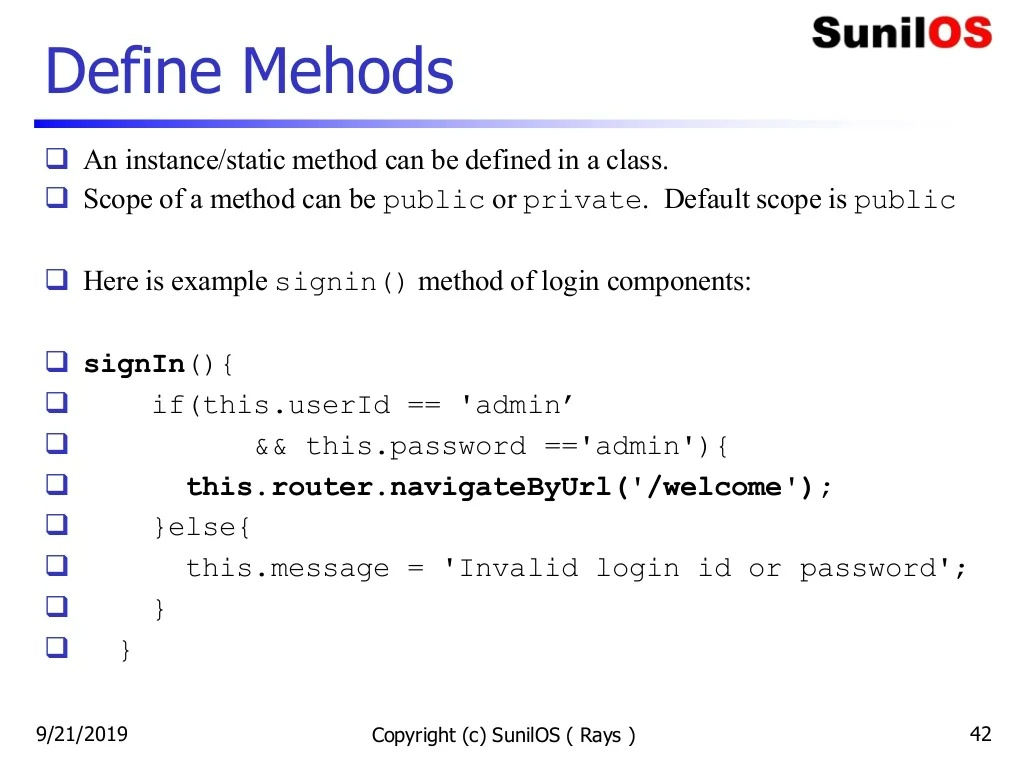 SunilOS
Define Mehods
❑ An instance/static method can be defined in a class.
❑ Scope of a method can be public or private. Default scope is public
❑ Here is example signin() method of login components:
❑ signIn(){
❑ if(this.userId == 'admin’
❑ && this.password =='admin'){
❑ this.router.navigateByUrl('/welcome');
❑ }else{
❑ this.message = 'Invalid login id or password';
❑ }
❑ }
9/21/2019 Copyright (c) SunilOS ( Rays ) 42